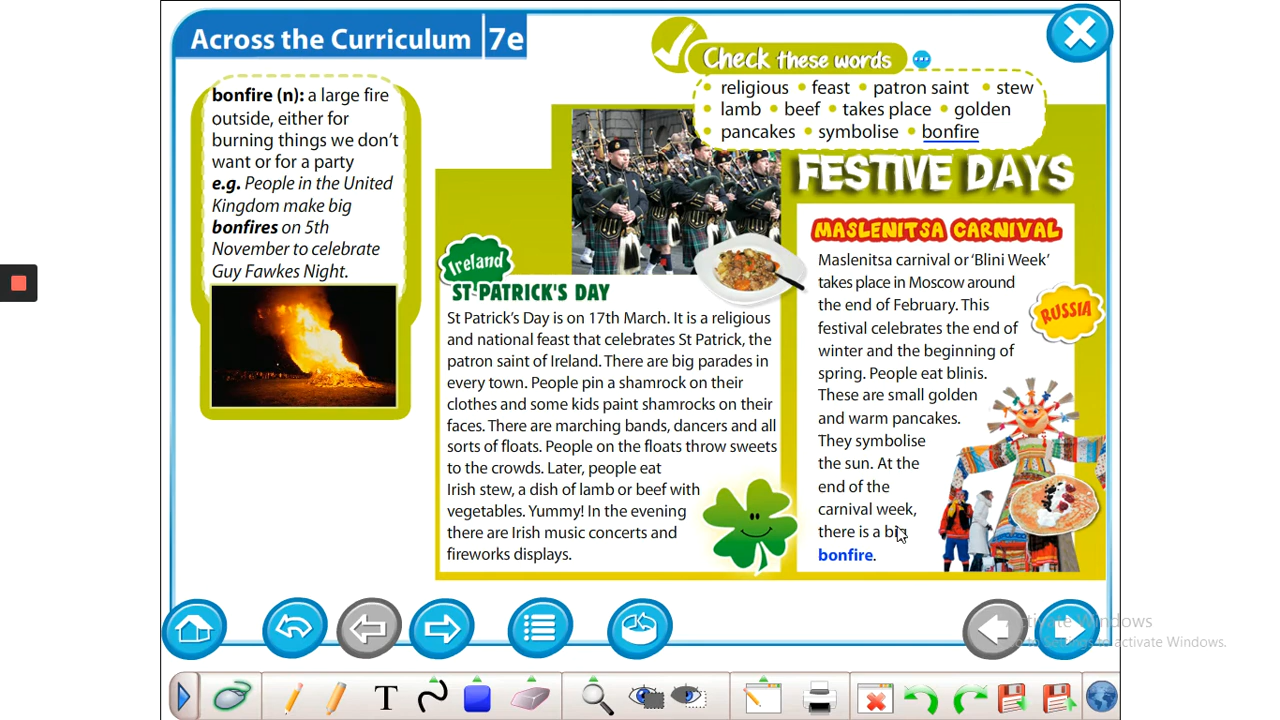 Across the Curriculum 7e
bonfire (n): a large fire
outside, either for
burning things we don't
want or for a party
e.g. People in the United
Kingdom make big
bonfires on 5th
November to celebrate
Guy Fawkes Night.
Check these words
• religious • feast • patron saint • stew
• lamb • beef • takes place • golden
• pancakes • symbolise • bonfire
FESTIVE DAYS
Ireland
ST PATRICK'S DAY
St Patrick's Day is on 17th March. It is a religious
and national feast that celebrates St Patrick, the
patron saint of Ireland. There are big parades in
every town. People pin a shamrock on their
clothes and some kids paint shamrocks on their
faces. There are marching bands, dancers and all
sorts of floats. People on the floats throw sweets
to the crowds. Later, people eat
Irish stew, a dish of lamb or beef with
vegetables. Yummy! In the evening
there are Irish music concerts and
fireworks displays.
MASLENITSA CARNIVAL
Maslenitsa carnival or 'Blini Week'
takes place in Moscow around
the end of February. This
festival celebrates the end of
winter and the beginning of
spring. People eat blinis.
These are small golden
and warm pancakes.
They symbolise
the sun. At the
end of the
carnival week,
there is a big
bonfire.
RUSSIA
Activate Windows
to activate Windows.
T